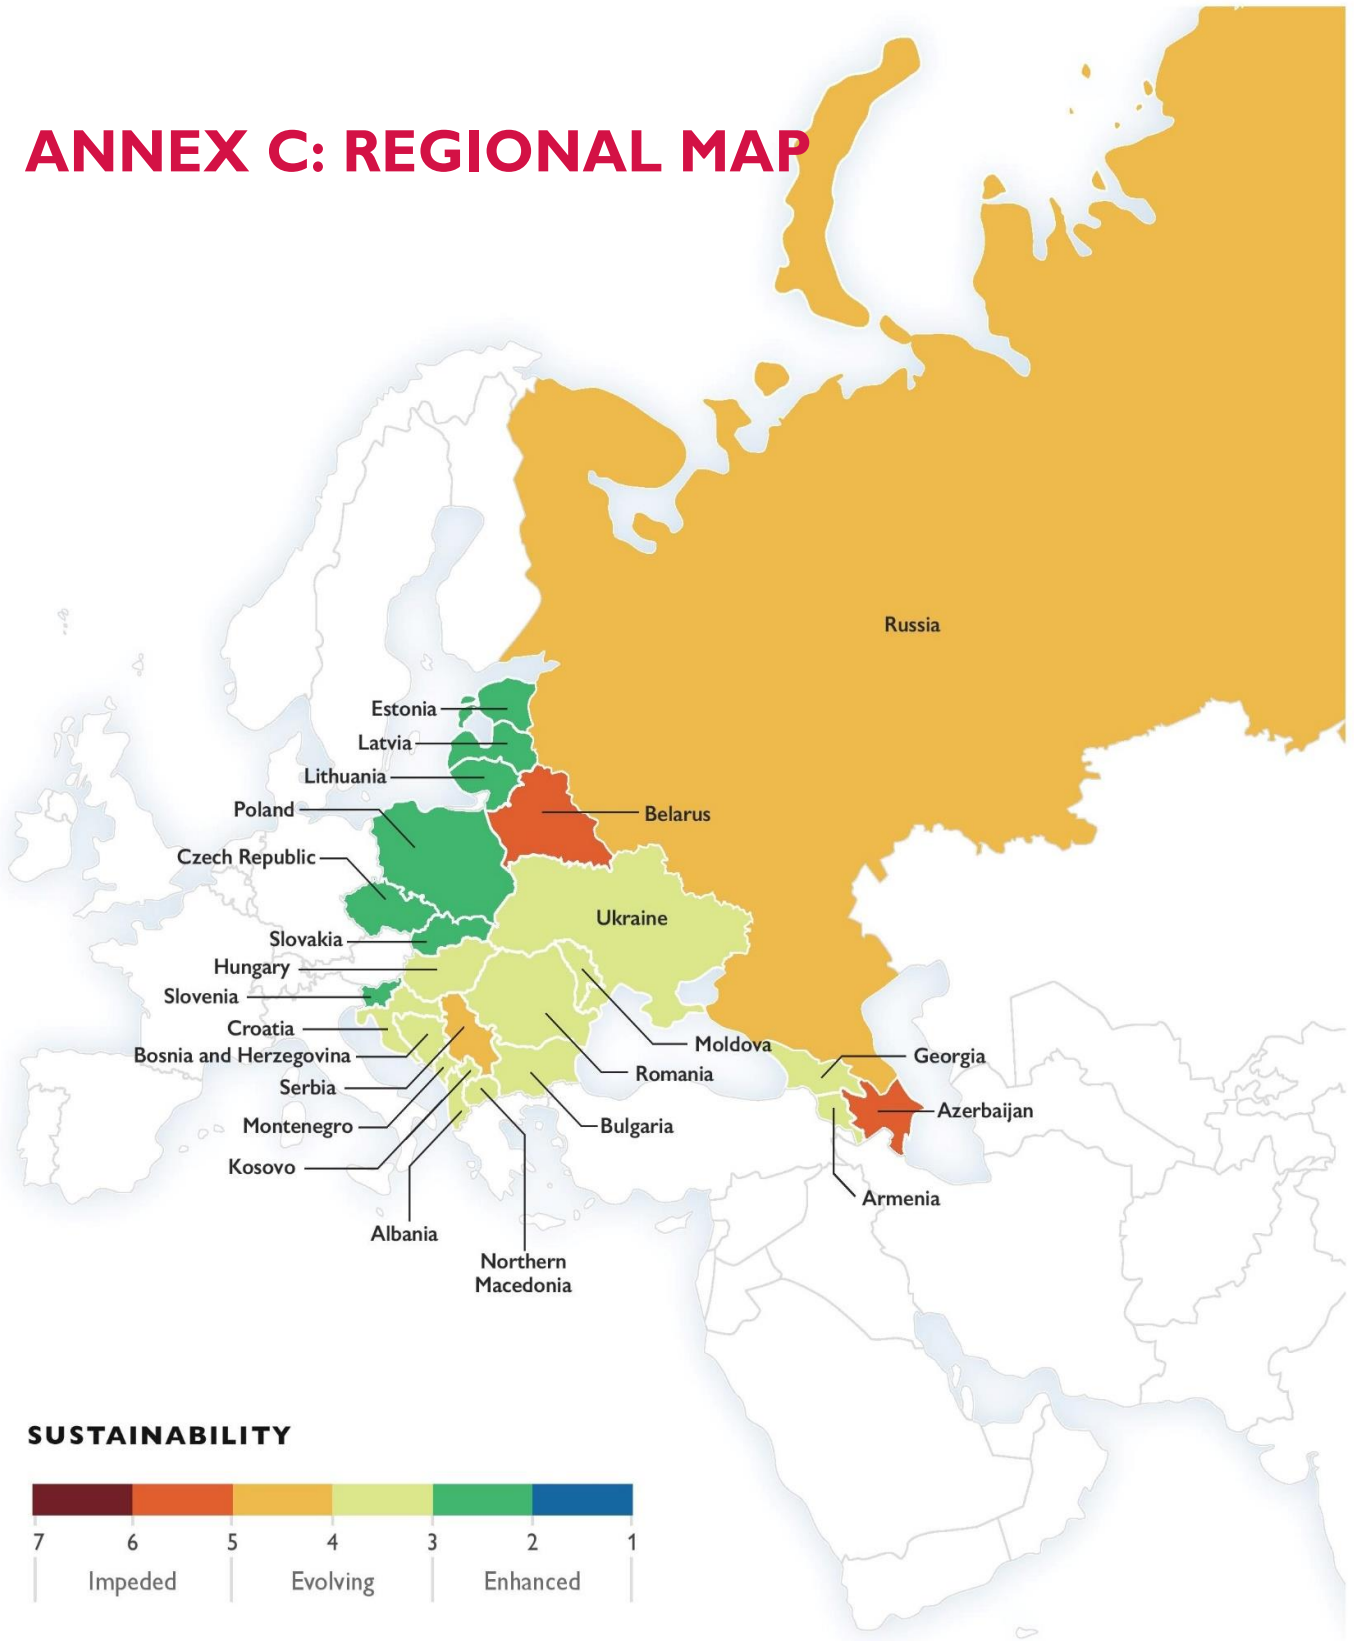 ANNEX C: REGIONAL MAP
Russia
Estonia
Latvia
Lithuania
Poland
Belarus
Czech Republic
Ukraine
Slovakia
Hungary
Slovenia
Croatia
Moldova
Bosnia and Herzegovina
Georgia
Romania
Serbia
Azerbaijan
Montenegro
Bulgaria
Kosovo
Armenia
Albania
Northern
Macedonia
SUSTAINABILITY
7 6 5 4 3 2 1
Impeded Evolving Enhanced